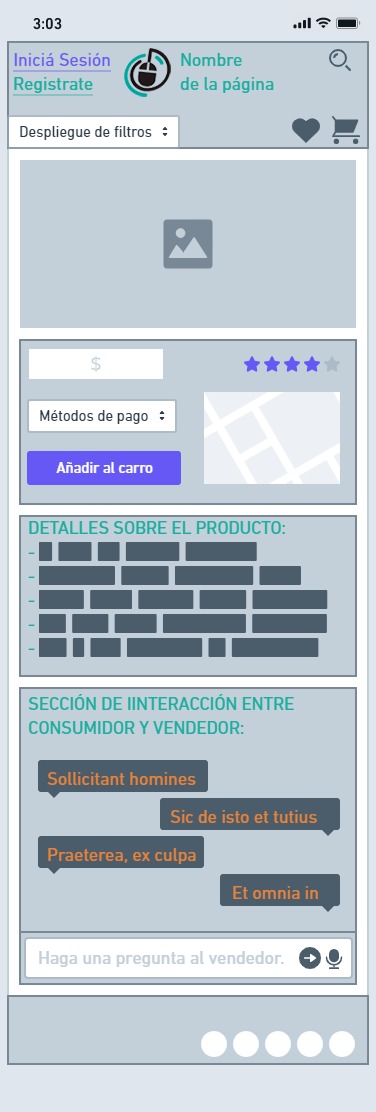 3:03
Iniciá Sesión
Registrate
Nombre
de la página
Despliegue de filtros
$
Métodos de pago
Añadir al carro
DETALLES SOBRE EL PRODUCTO:
-
-
-
-
-
SECCIÓN DE IINTERACCIÓN ENTRE
CONSUMIDOR Y VENDEDOR:
Sollicitant homines
Sic de isto et tutius
Praeterea, ex culpa
Et omnia in
Haga una pregunta al vendedor.